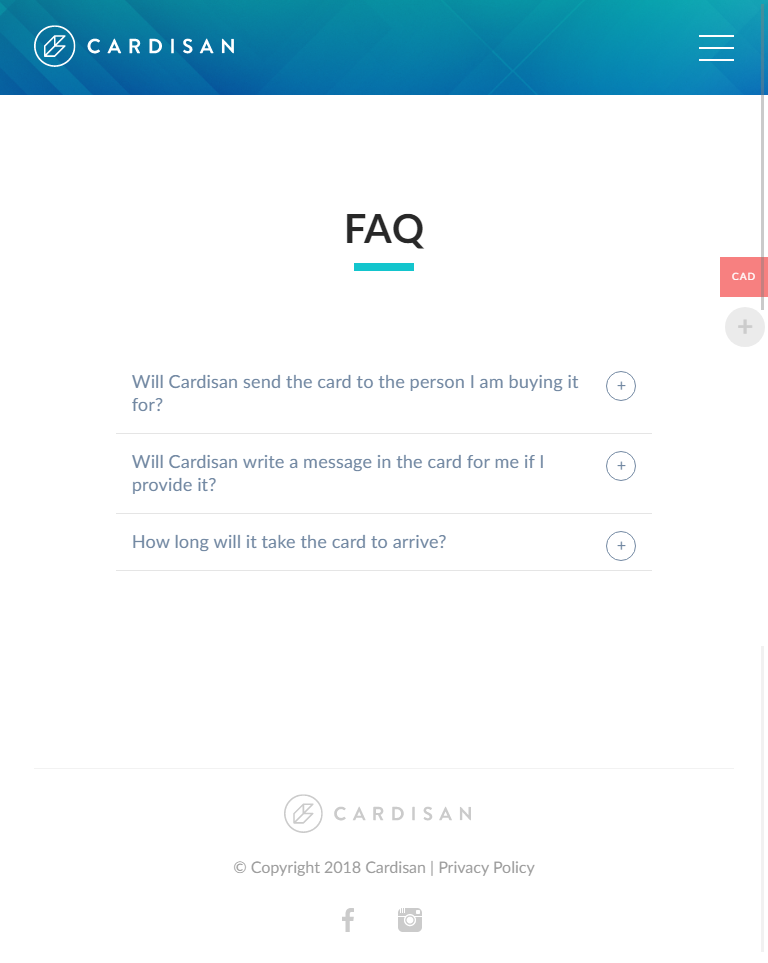 CARDISAN
FAQ
CAD
+
Will Cardisan send the card to the person I am buying it
for?
+
Will Cardisan write a message in the card for me if I
provide it?
+
How long will it take the card to arrive?
+
CARDISAN
© Copyright 2018 Cardisan | Privacy Policy